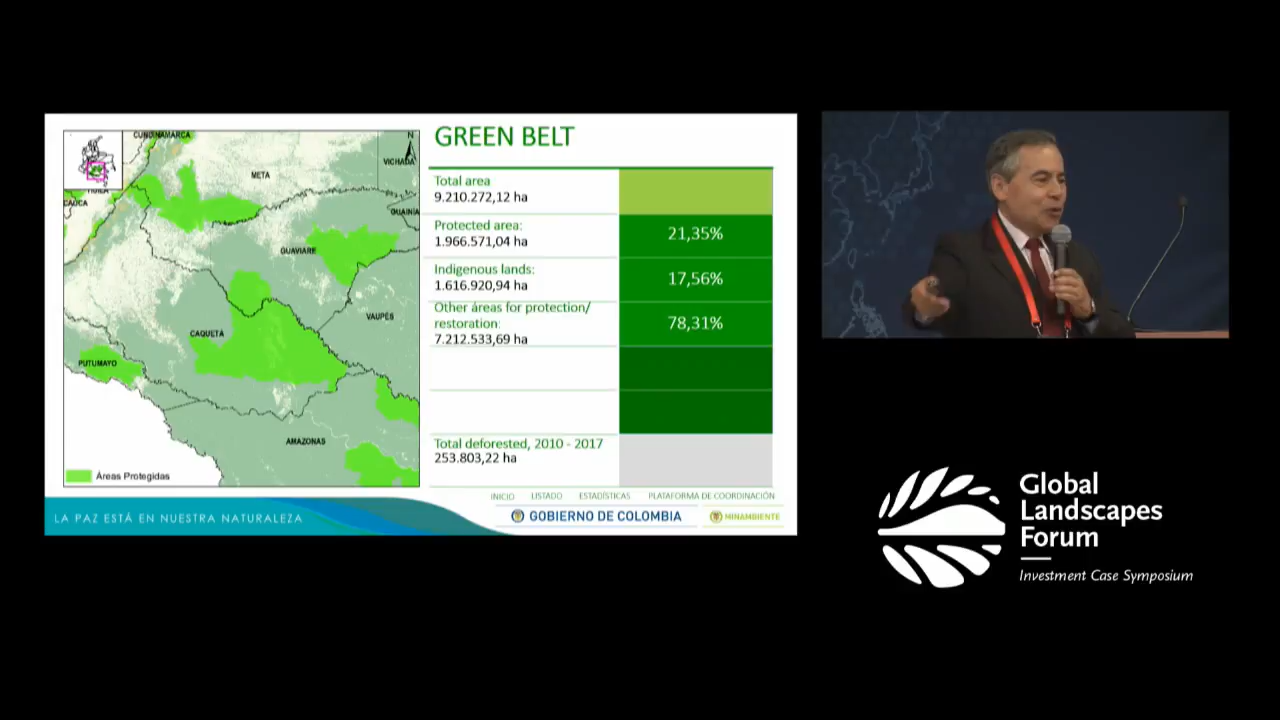 CUNDINAMARCA
N
VICHADA
META
HUILA
CAUCA
GUAINIA
GUAVIARE
VAUPÉS
CAQUETÁ
PUTUMAYO
AMAZONAS
Áreas Protegidas
GREEN BELT
Total area
9.210.272,12 ha
Protected area:
1.966.571,04 ha
21,35%
Indigenous lands:
1.616.920,94 ha
17,56%
Other áreas for protection/
restoration:
7.212.533,69 ha
78,31%
Total deforested, 2010 - 2017
253.803,22 ha
INICIO LISTADO ESTADÍSTICAS PLATAFORMA DE COORDINACIÓN
LA PAZ ESTÁ EN NUESTRA NATURALEZA
GOBIERNO DE COLOMBIA
MINAMBIENTE
Global
Landscapes
Forum
Investment Case Symposium